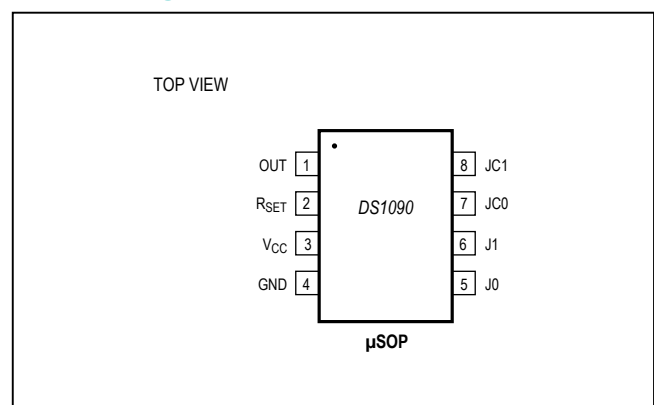 TOP VIEW
OUT 1 8 JC1
RSET 2 DS1090 7 JC0
VCC 3 6 J1
GND 4 5 J0
µSOP